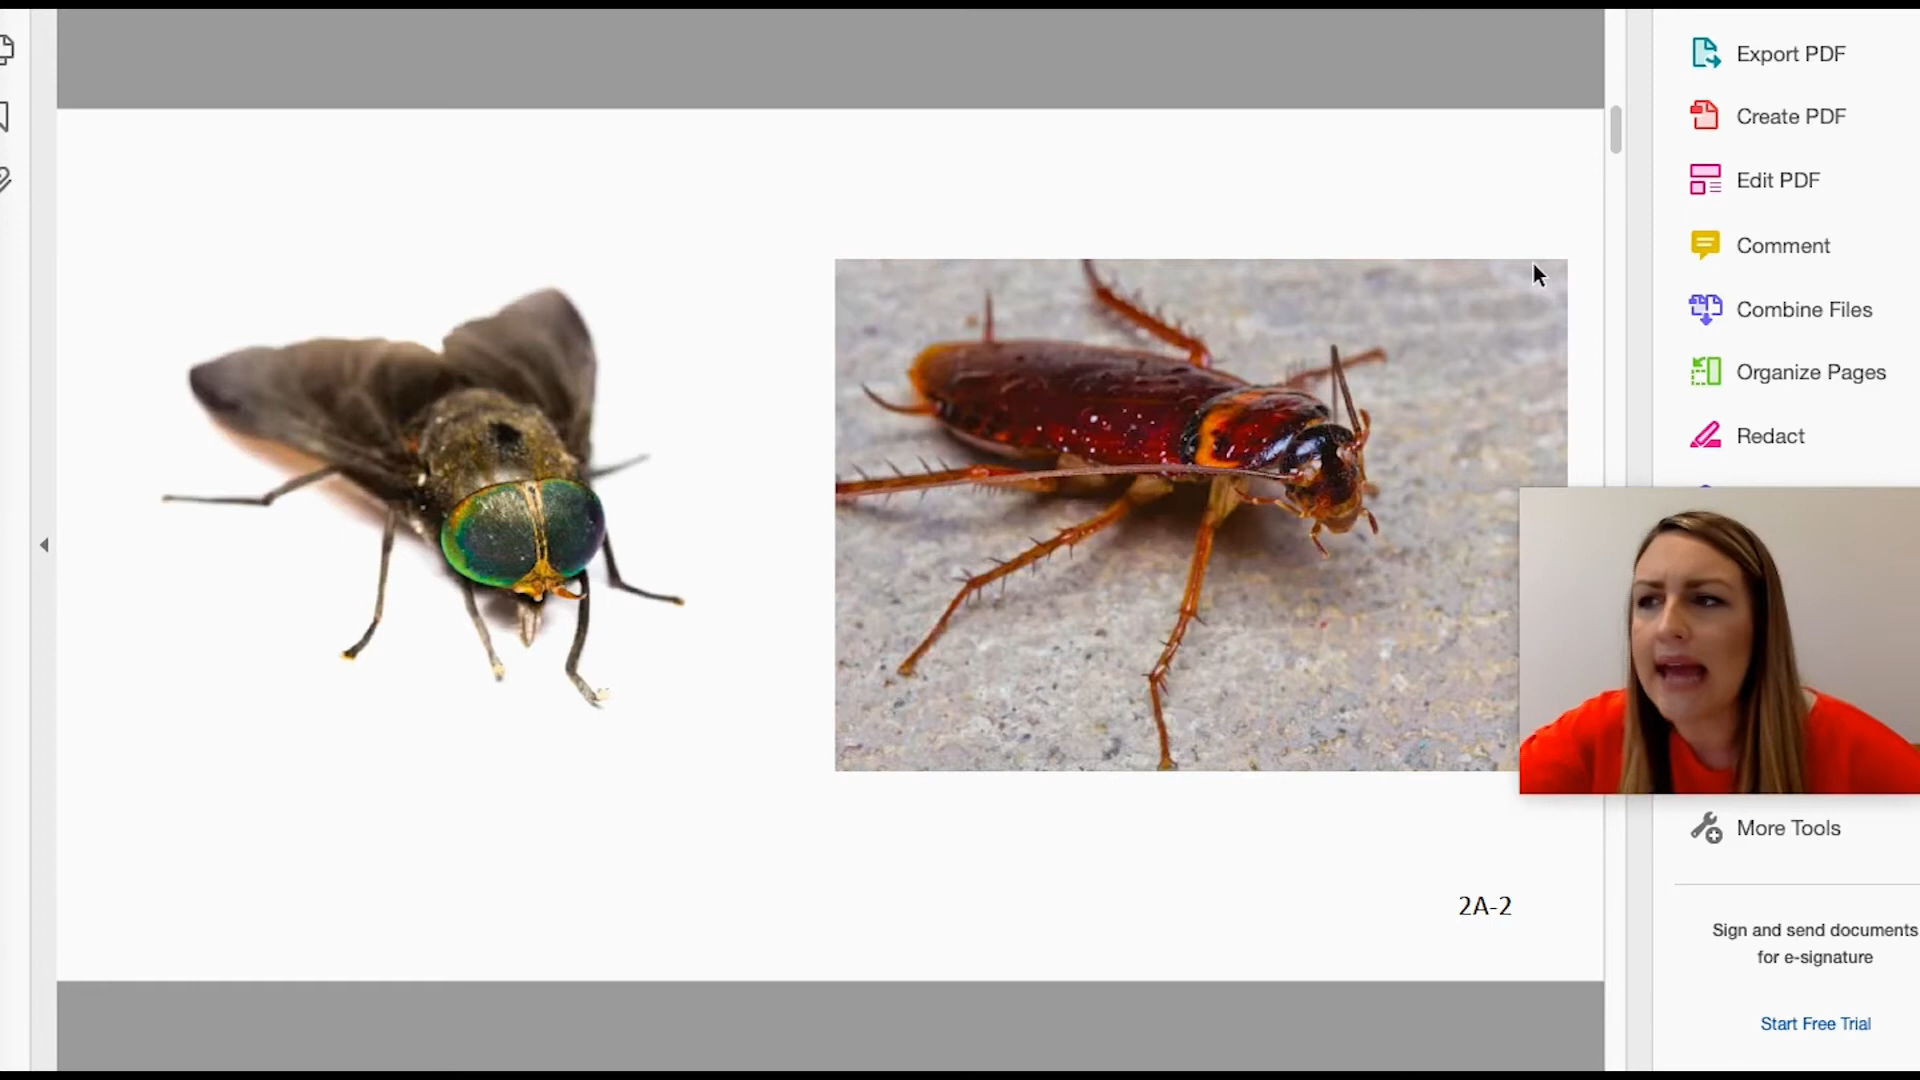 Export PDF
Create PDF
Edit PDF
Comment
Combine Files
Organize Pages
Redact
More Tools
2A-2
Sign and send documents
for e-signature
Start Free Trial